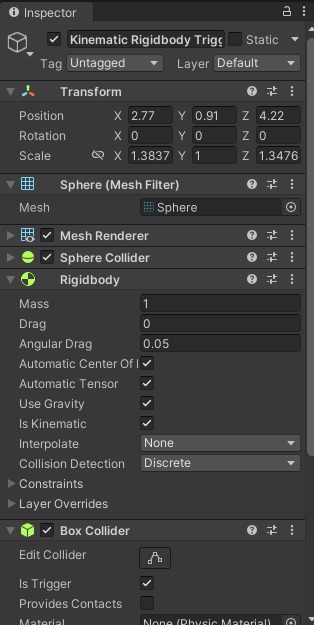 Inspector
Kinematic Rigidbody Trigg
Static
Tag Untagged Layer Default
Transform
Position X 2.77 Y 0.91 Z 4.22
Rotation X 0 Y 0 Z 0
Scale X 1.3837 Y 1 Z 1.3476
Sphere (Mesh Filter)
Mesh Sphere
Mesh Renderer
Sphere Collider
Rigidbody
Mass 1
Drag 0
Angular Drag 0.05
Automatic Center Of
Automatic Tensor
Use Gravity
Is Kinematic
Interpolate None
Collision Detection Discrete
Constraints
Layer Overrides
Box Collider
Edit Collider
Is Trigger
Provides Contacts
Material None (Physic Material)